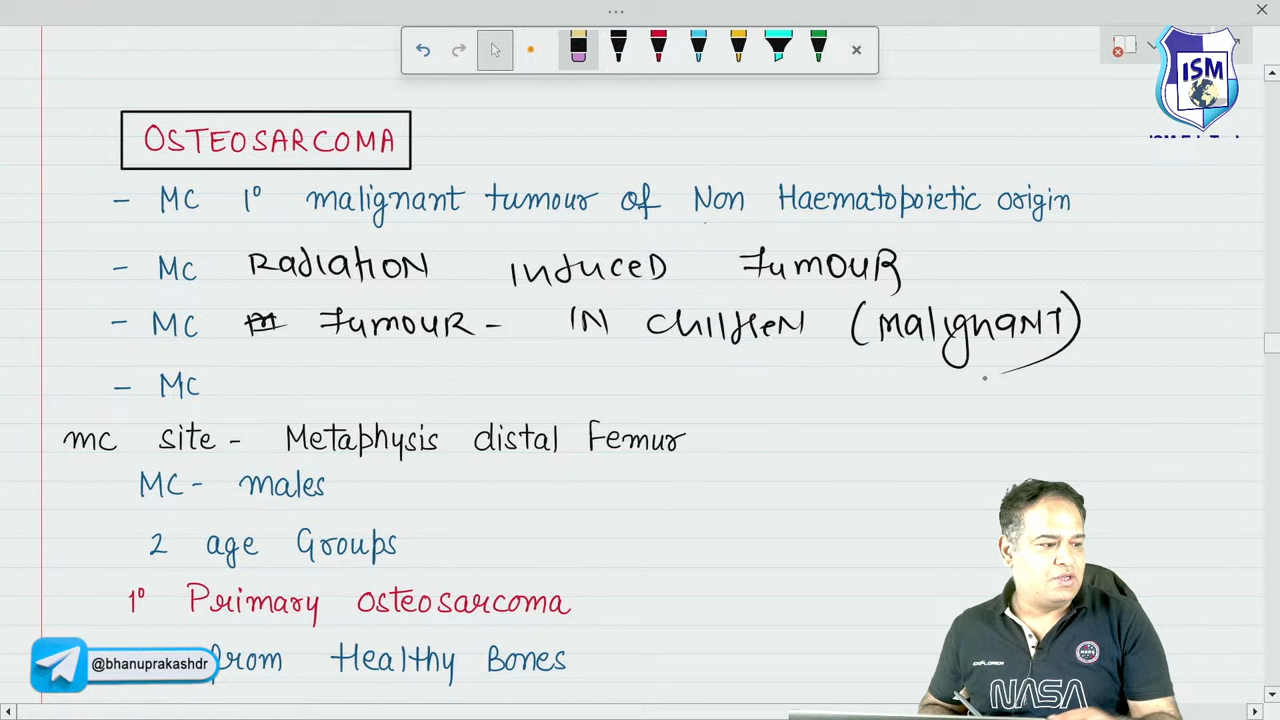 ISM
OSTEOSARCOMA
- MC 1° malignant tumour of Non Haematopoietic origin
- MC RadiatioN iNduceD TumOUR
- MC TumOUR - IN ChildreN (MalignaNT)
- MC
mc site - Metaphysis distal Femur
MC - males
2 age Groups
1° Primary Osteosarcoma
from Healthy Bones
@bhanuprakashdr
EXPLORER
NASA